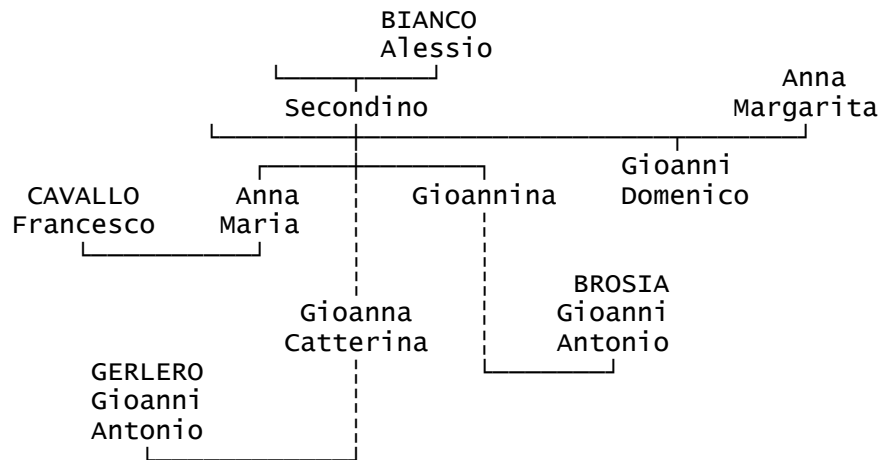 BIANCO
Alessio
Anna
Margarita
Secondino
Gioanni
Domenico
CAVALLO
Francesco
Anna
Maria
Gioannina
BROSIA
Gioanni
Antonio
Gioanna
Catterina
GERLERO
Gioanni
Antonio